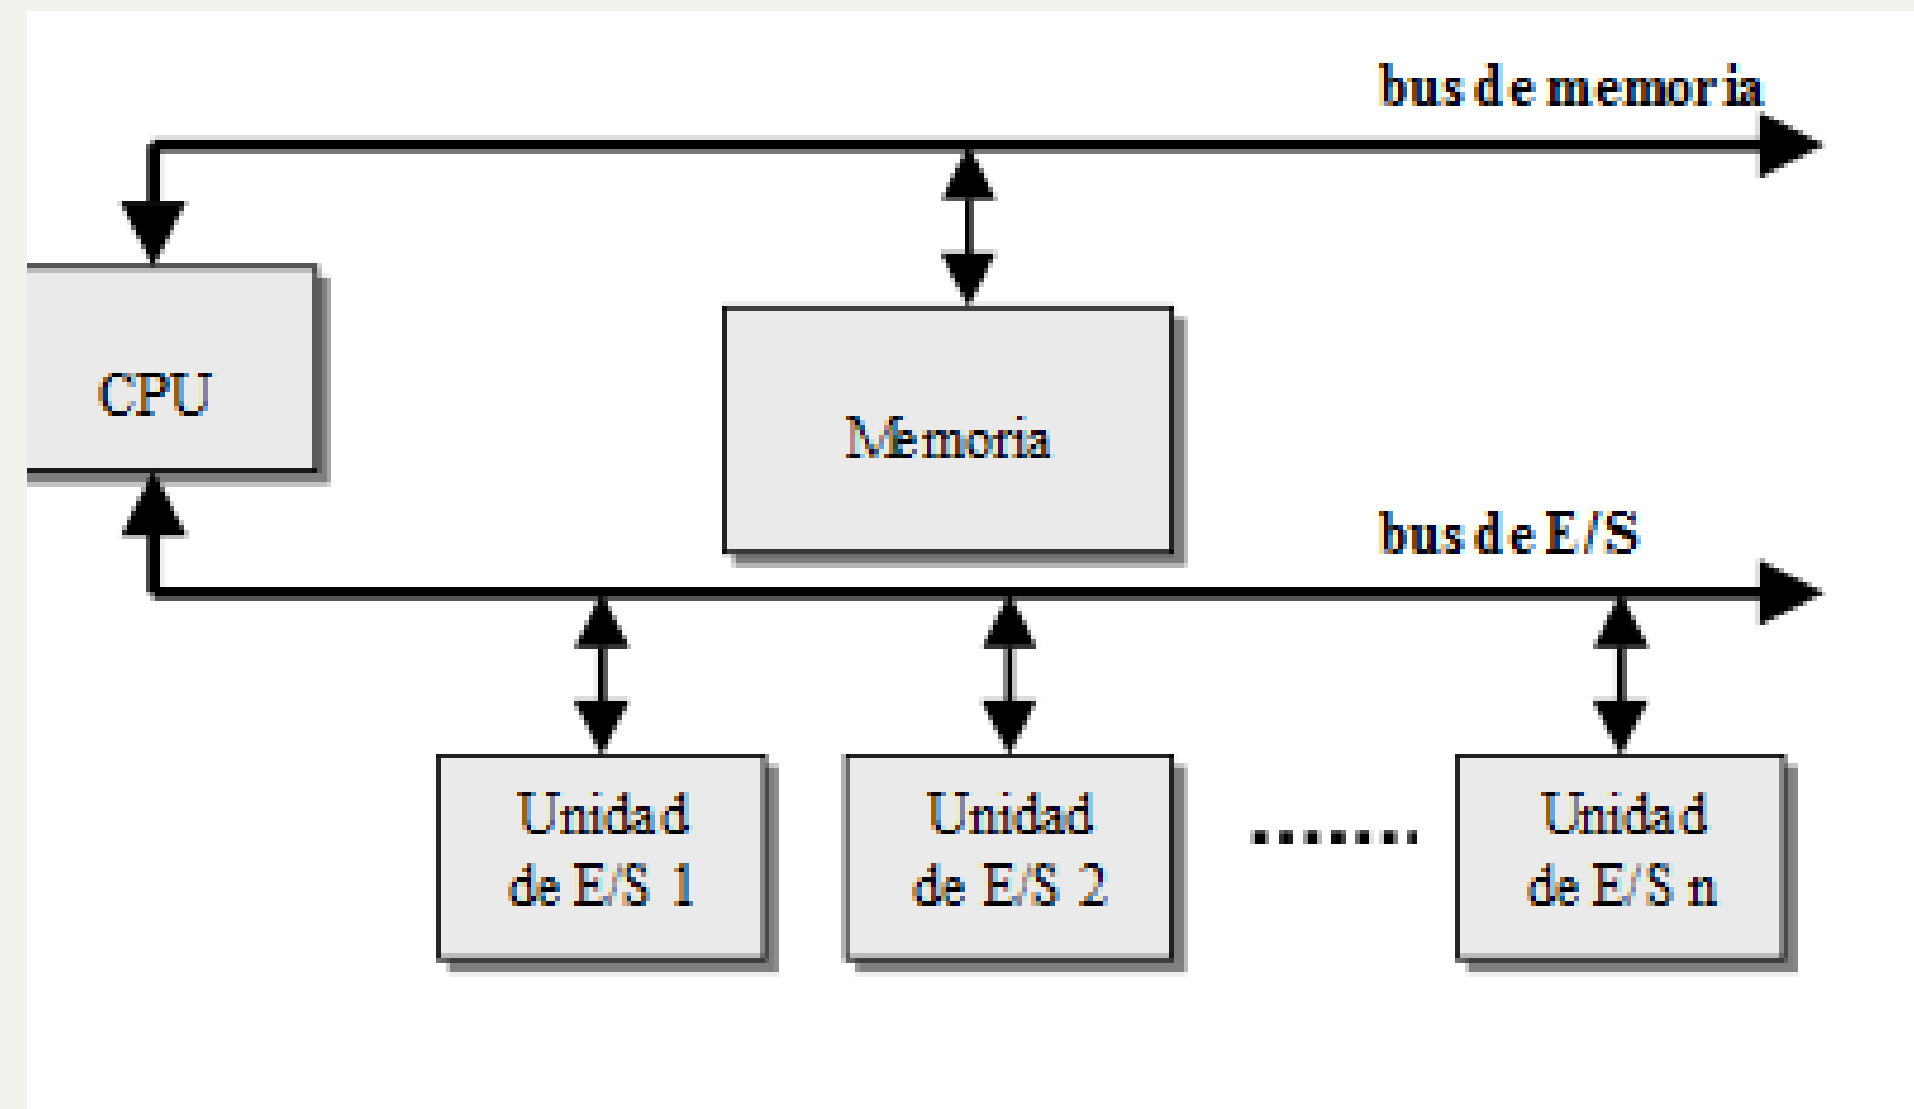 bus de memoria
CPU
Memoria
bus de E/S
Unidad
de E/S 1
Unidad
de E/S 2
Unidad
de E/S n